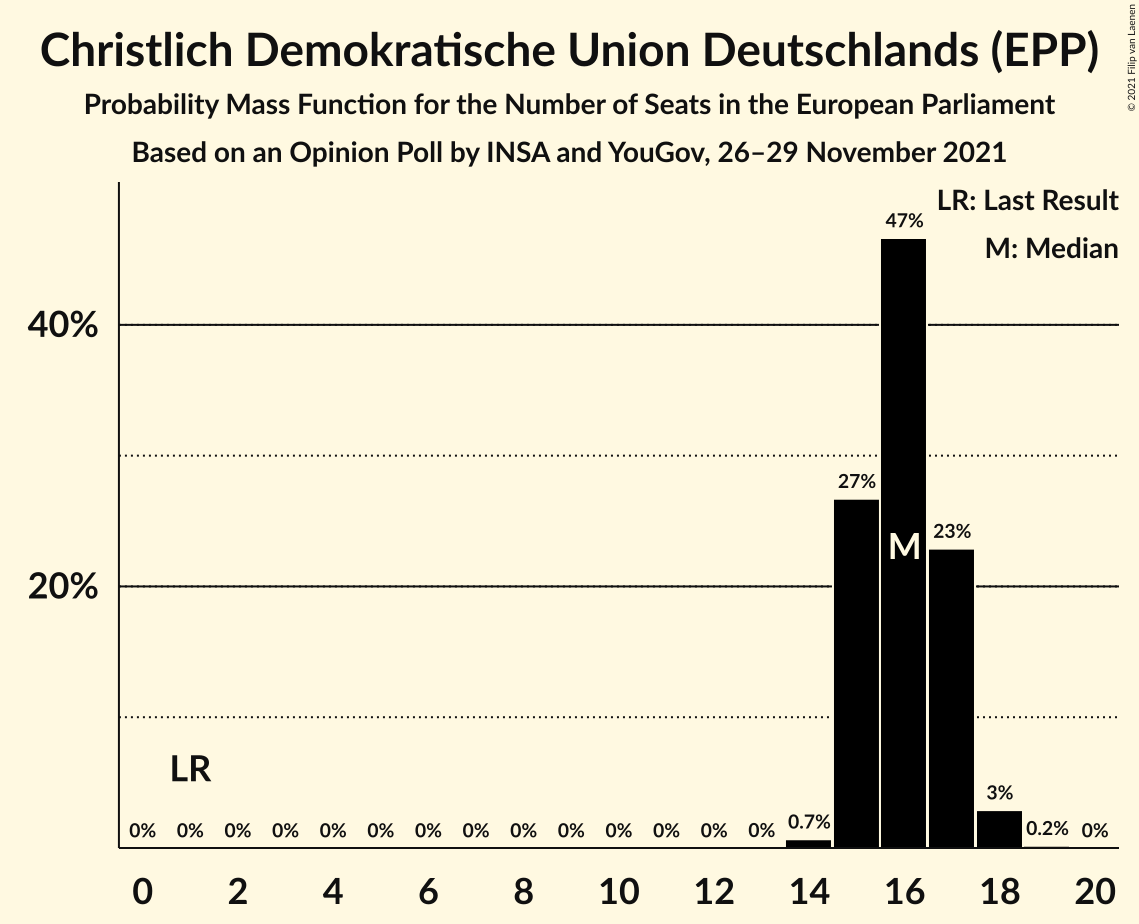 Christlich Demokratische Union Deutschlands (EPP)
Probability Mass Function for the Number of Seats in the European Parliament
Based on an Opinion Poll by INSA and YouGov, 26–29 November 2021
© 2021 Filip van Laenen
LR: Last Result
M: Median
47%
40%
27%
23%
M
20%
LR
3%
0% 0% 0% 0% 0% 0% 0% 0% 0% 0% 0% 0% 0% 0% 0.7% 0.2% 0%
0 2 4 6 8 10 12 14 16 18 20